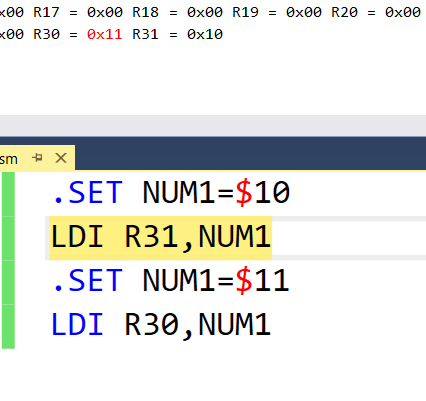 x00 R17 = 0x00 R18 = 0x00 R19 = 0x00 R20 = 0x00
x00 R30 = 0x11 R31 = 0x10
sm
.SET NUM1=$10
LDI R31,NUM1
.SET NUM1=$11
LDI R30,NUM1